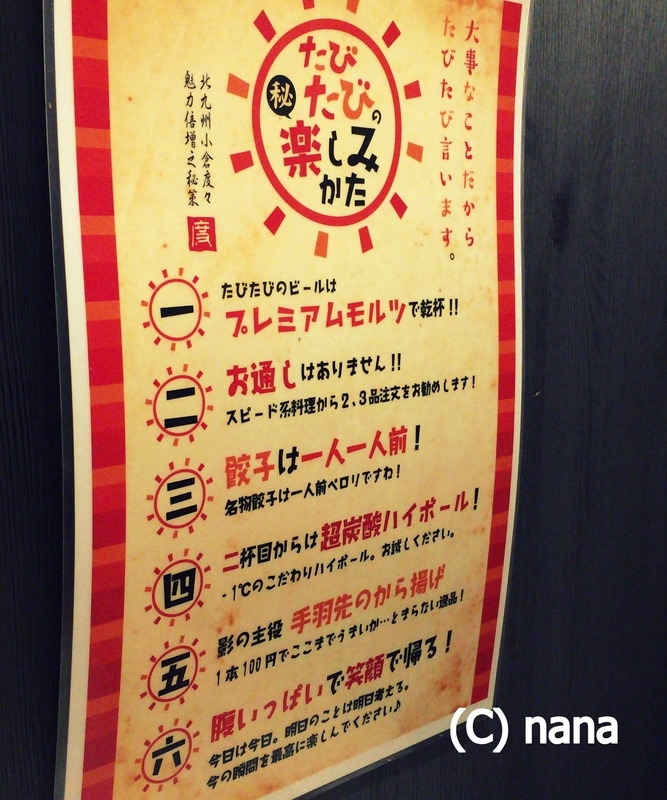 大事なことだから
たびたび言います。
たび
たびの
㊙
楽しみ
かた
北九州小倉度々
魅力倍増之秘策
度
一
たびたびのビールは
プレミアムモルツで乾杯!!
二
お通しはありません!!
スピード系料理から2、3品注文をお勧めします!
三
餃子は一人一人前!
名物餃子は一人前ペロリですわ!
四
二杯目からは超炭酸ハイボール!
-1℃のこだわりハイボール。お試しください。
五
影の主役 手羽先のから揚げ
1本100円でここまでうまいが…とまらない逸品!
六
腹いっぱいで笑顔で帰る!
今日は今日。明日のことは明日考える。
今の瞬間を最高に楽しんでください♪
(C) nana